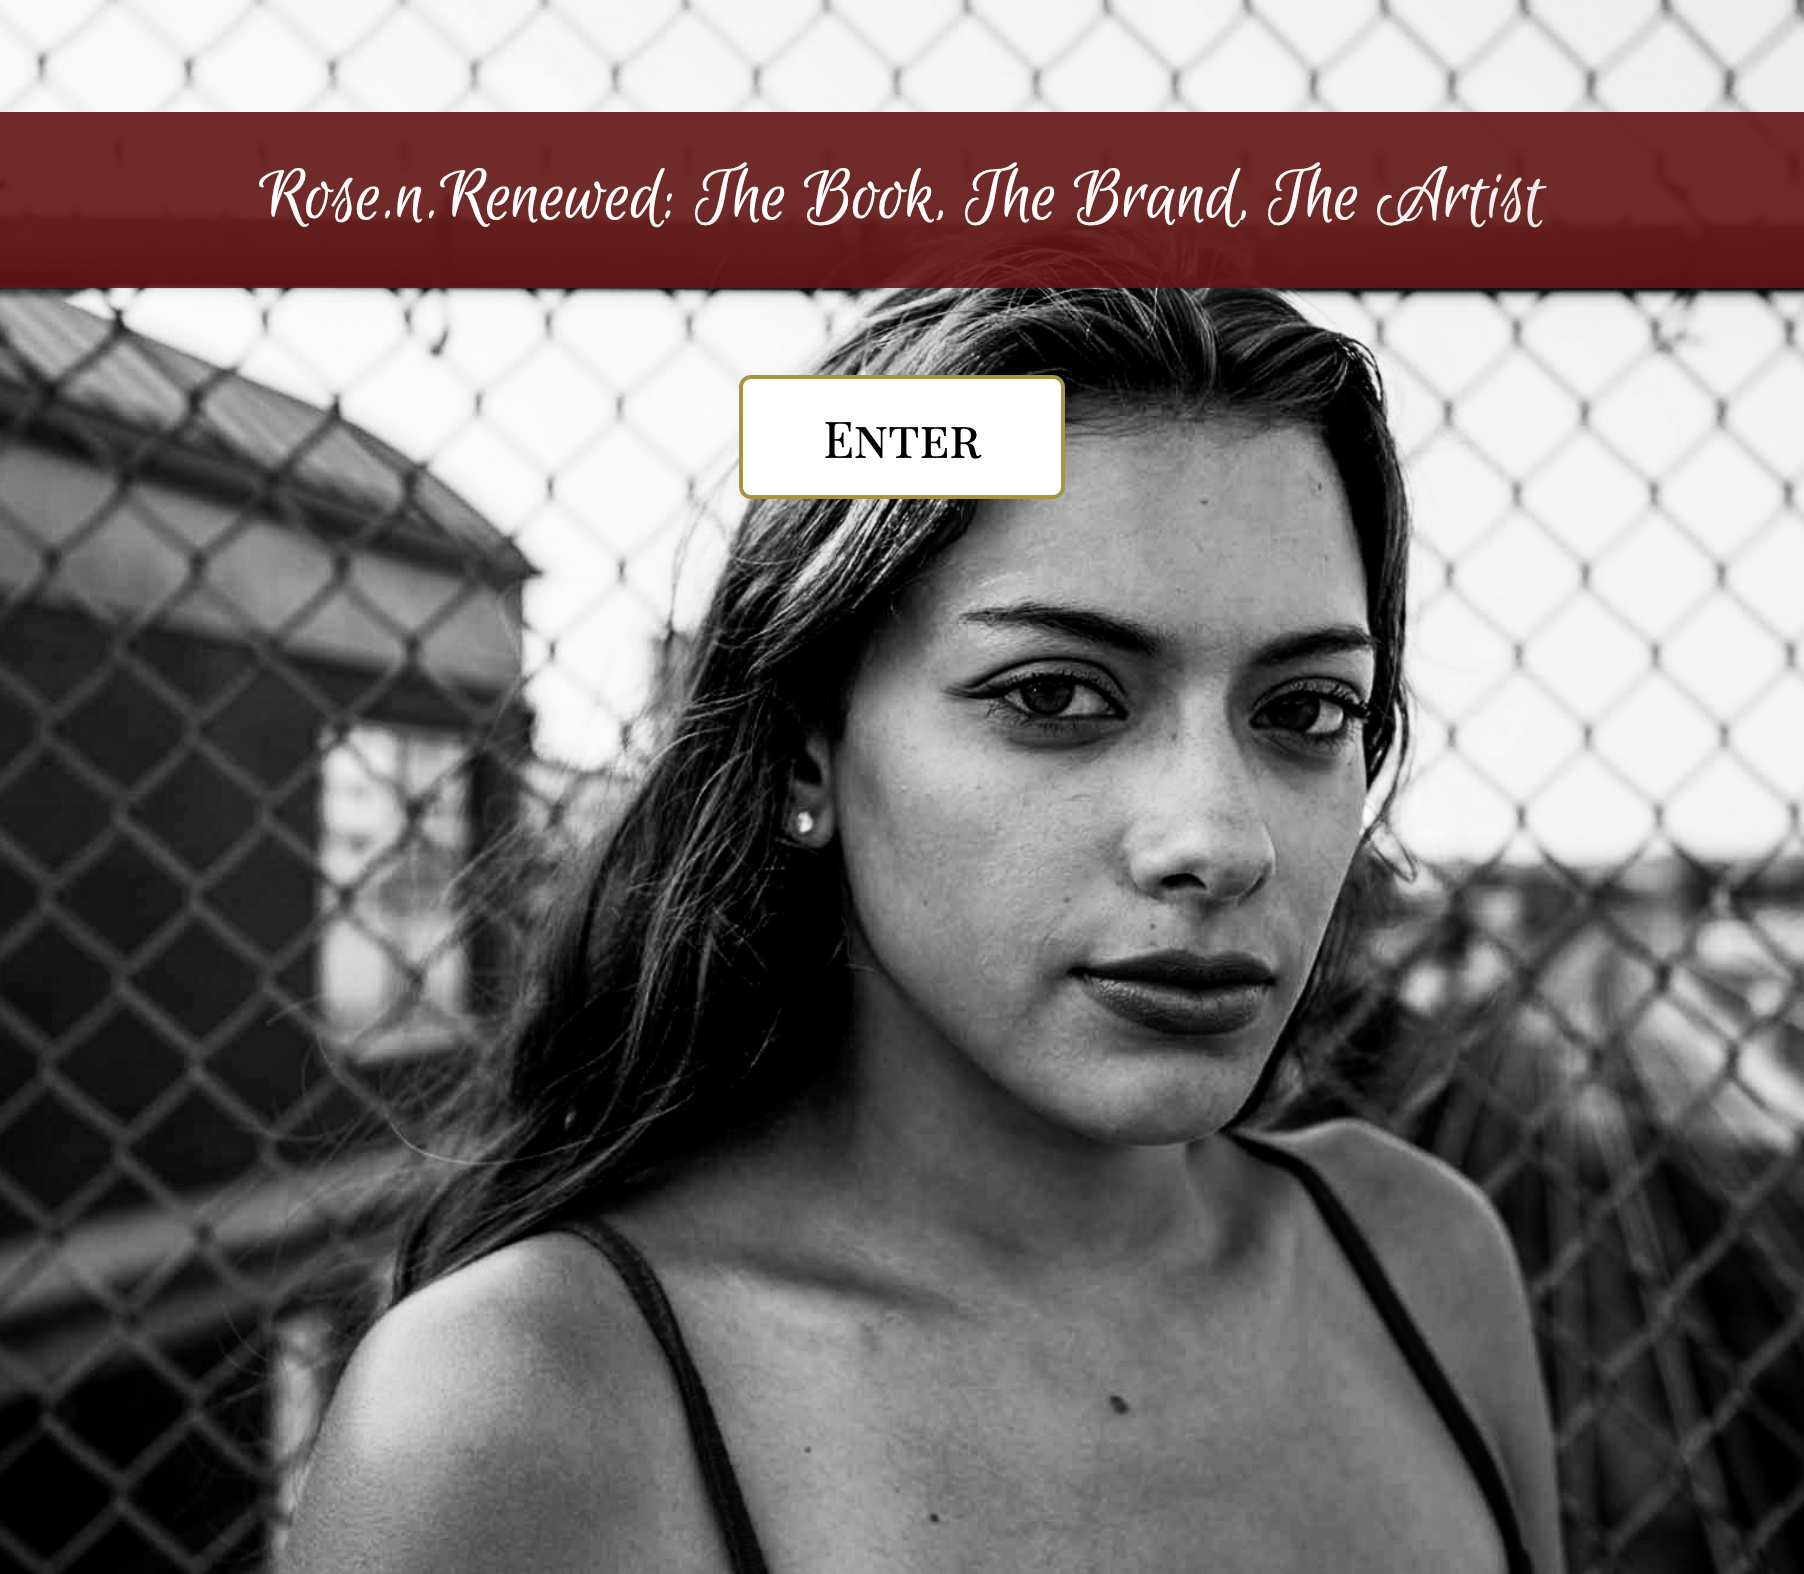 Rose.n.Renewed: The Book, The Brand, The Artist
Enter